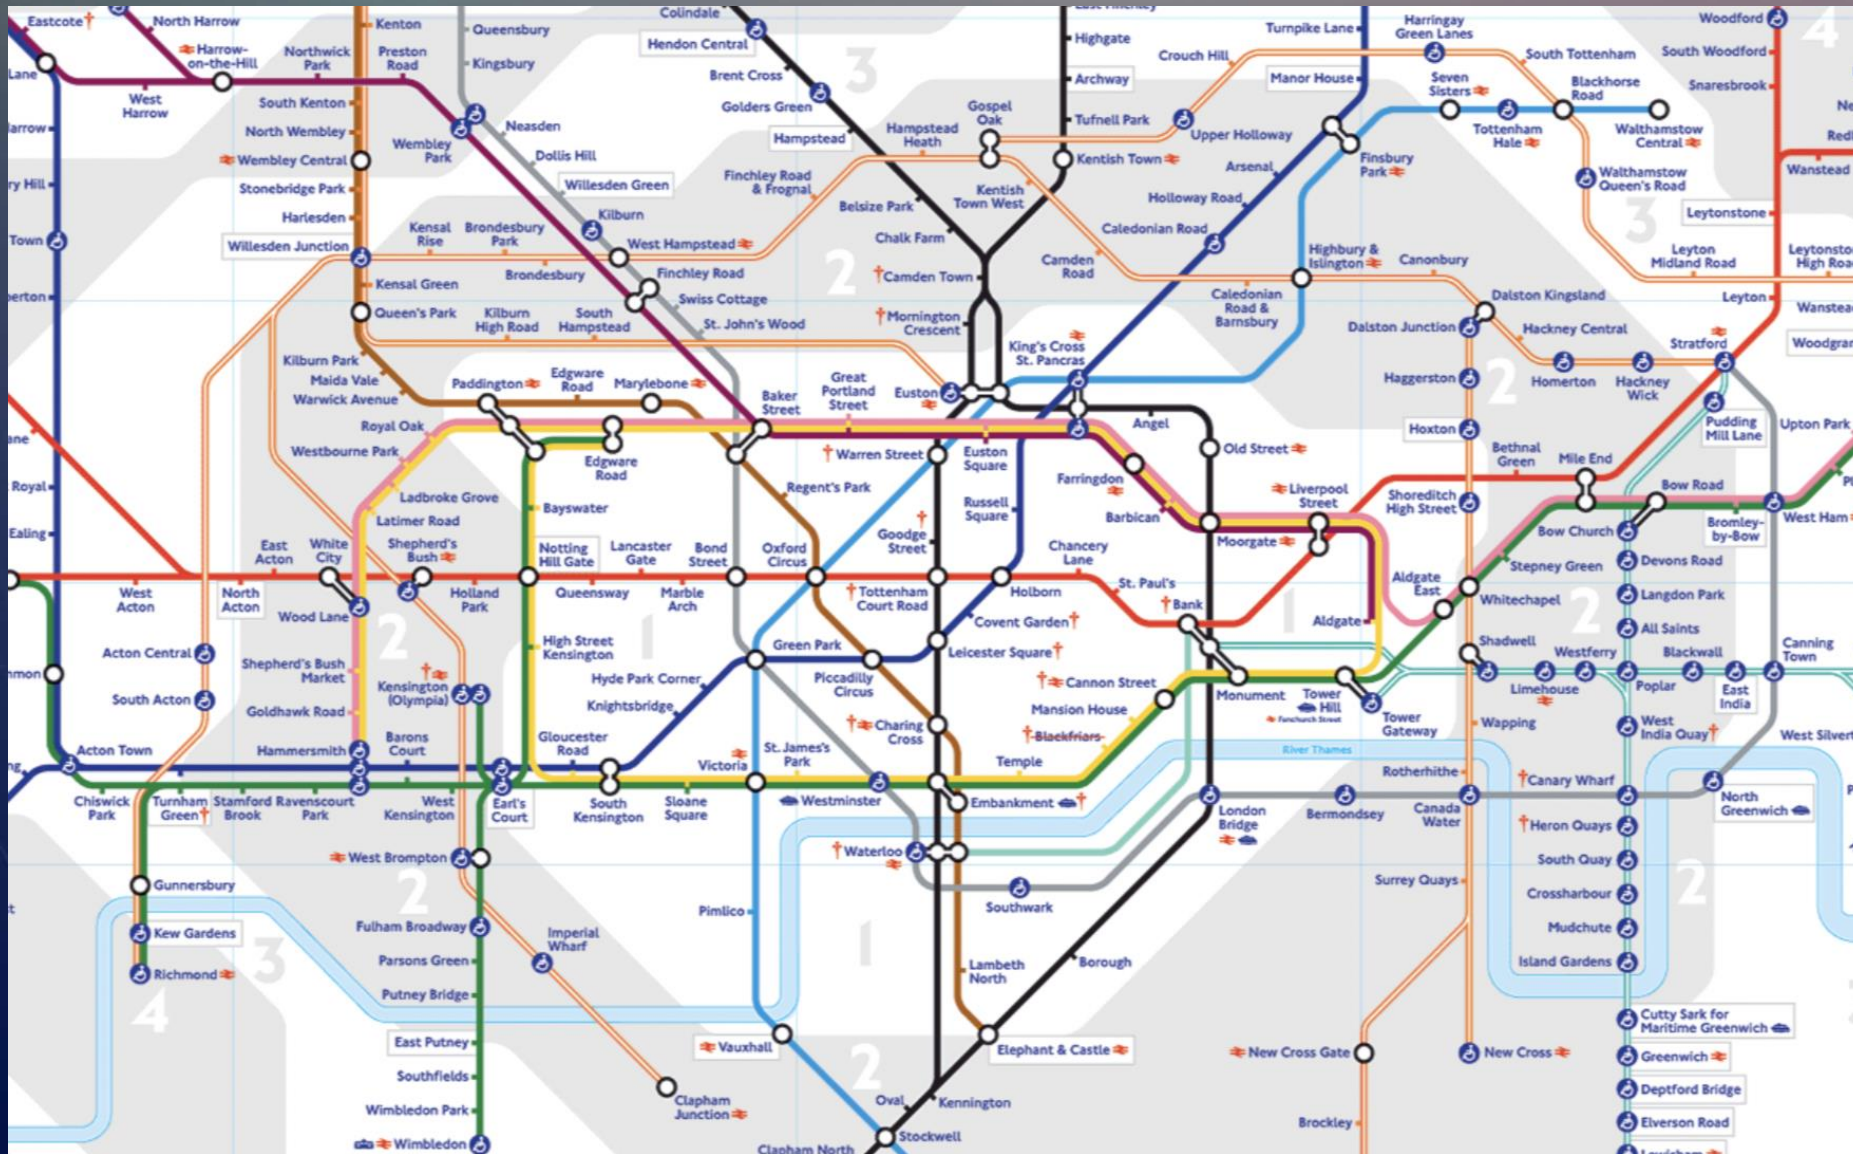 Eastcote†
North Harrow
Harrow-
on-the-Hill
Northwick
Park
Preston
Road
Kenton
Queensbury
Kingsbury
Colindale
Hendon Central
Brent Cross
Golders Green
Hampstead
3
Highgate
Archway
Tufnell Park
Kentish Town
Crouch Hill
Turnpike Lane
Manor House
Harringay
Green Lanes
South Tottenham
Seven
Sisters
Blackhorse
Road
Tottenham
Hale
Walthamstow
Central
Woodford
South Woodford
Snaresbrook
4
Lane
West
Harrow
South Kenton
North Wembley
Wembley Central
Stonebridge Park
Harlesden
Willesden Junction
Kensal Green
Queen's Park
Wembley
Park
Neasden
Dollis Hill
Willesden Green
Kilburn
West Hampstead
Finchley Road
Swiss Cottage
St. John's Wood
Hampstead
Heath
Gospel
Oak
Finchley Road
& Frognal
Belsize Park
Chalk Farm
†Camden Town
†Mornington
Crescent
Kentish
Town West
Camden
Road
Upper Holloway
Arsenal
Holloway Road
Caledonian Road
Finsbury
Park
Highbury &
Islington
Canonbury
Caledonian
Road &
Barnsbury
Walthamstow
Queen's Road
3
Leytonstone
Wanstead
Leyton
Midland Road
Leyton
Kensal
Rise
Brondesbury
Park
Brondesbury
Kilburn
High Road
South
Hampstead
2
Kilburn Park
Maida Vale
Warwick Avenue
Paddington
Edgware
Road
Marylebone
Baker
Street
Great
Portland
Street
Euston
King's Cross
St. Pancras
Angel
Old Street
Dalston Kingsland
Dalston Junction
Hackney Central
Haggerston
2
Homerton
Hackney
Wick
Stratford
Pudding
Mill Lane
Upton Park
Hoxton
Royal Oak
Westbourne Park
Ladbroke Grove
Latimer Road
Edgware
Road
Bayswater
†Warren Street
Euston
Square
Regent's Park
Russell
Square
Farringdon
Barbican
Liverpool
Street
Moorgate
Bethnal
Green
Mile End
Bow Road
Shoreditch
High Street
Bow Church
Bromley-
by-Bow
West Ham
Devons Road
Stepney Green
Langdon Park
All Saints
Royal
Ealing
East
Acton
White
City
Shepherd's
Bush
Notting
Hill Gate
Lancaster
Gate
Bond
Street
Oxford
Circus
†
Goodge
Street
Chancery
Lane
St. Paul's
†Bank
Aldgate
East
Whitechapel
West
Acton
North
Acton
Wood Lane
Holland
Park
Queensway
Marble
Arch
†Tottenham
Court Road
Holborn
Covent Garden†
Leicester Square†
1
Aldgate
Shadwell
2
Westferry
Limehouse
Blackwall
Poplar
East
India
Canning
Town
Acton Central
South Acton
2
Shepherd's Bush
Market
Goldhawk Road
†
Kensington
(Olympia)
High Street
Kensington
1
Hyde Park Corner
Knightsbridge
Green Park
Piccadilly
Circus
†Charing
Cross
†Cannon Street
Mansion House
†Blackfriars
Monument
Tower
Hill
Fenchurch Street
Tower
Gateway
Wapping
West
India Quay†
West Silvert
Acton Town
Hammersmith
Barons
Court
Gloucester
Road
Victoria
St. James's
Park
Temple
River Thames
Rotherhithe
†Canary Wharf
North
Greenwich
Chiswick
Park
Turnham
Green†
Stamford
Brook
Ravenscourt
Park
West
Kensington
Earl's
Court
South
Kensington
Sloane
Square
Westminster
Embankment†
London
Bridge
Bermondsey
Canada
Water
†Heron Quays
South Quay
Crossharbour
Mudchute
Island Gardens
2
West Brompton
†Waterloo
Southwark
Surrey Quays
Gunnersbury
Kew Gardens
Richmond
3
4
2
Fulham Broadway
Parsons Green
Putney Bridge
East Putney
Southfields
Wimbledon Park
Wimbledon
Imperial
Wharf
Clapham
Junction
Pimlico
1
Lambeth
North
Borough
Vauxhall
2
Elephant & Castle
Oval
Kennington
Stockwell
Clapham North
New Cross Gate
New Cross
Brockley
Cutty Sark for
Maritime Greenwich
Greenwich
Deptford Bridge
Elverson Road